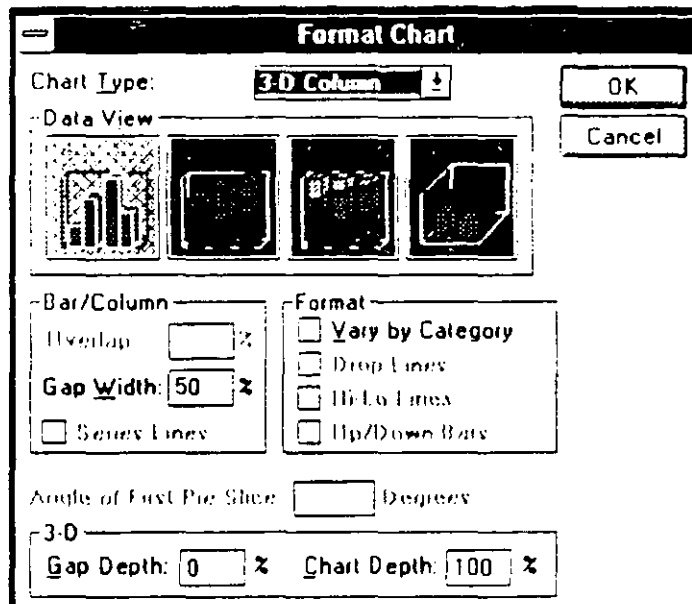 Format Chart
Chart Type: 3-D Column
OK
Data View
Cancel
Bar/Column
Format
Overlap %
Vary by Category
Drop Lines
Gap Width: 50 %
Hi-Lo Lines
Series Lines
Up/Down Bars
Angle of First Pie Slice Degrees
3-D
Gap Depth: 0 % Chart Depth: 100 %